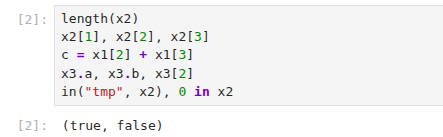 [2]: length(x2)
x2[1], x2[2], x2[3]
c = x1[2] + x1[3]
x3.a, x3.b, x3[2]
in("tmp", x2), 0 in x2
[2]: (true, false)